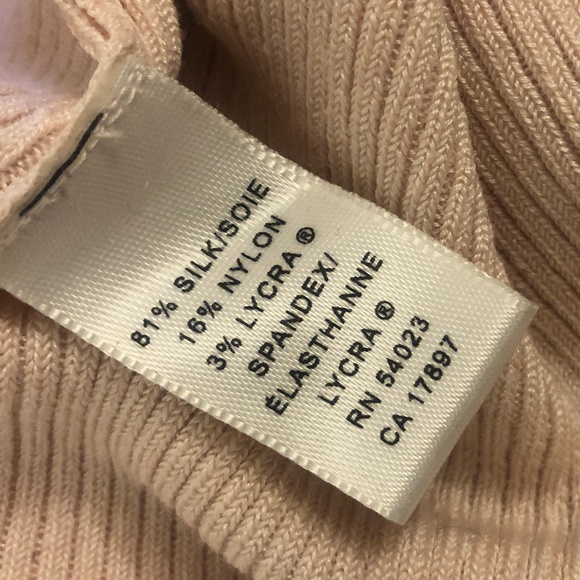 81% SILK/SOIE
16% NYLON
3% LYCRA ®
SPANDEX/
ÉLASTHANNE
LYCRA ®
RN 54023
CA 17897